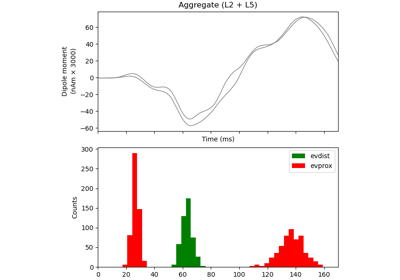 Aggregate (L2 + L5)
Dipole moment
(nAm × 3000)
60
40
20
0
−20
−40
−60
Time (ms)
Counts
300
250
200
150
100
50
0
evdist
evprox
0 20 40 60 80 100 120 140 160